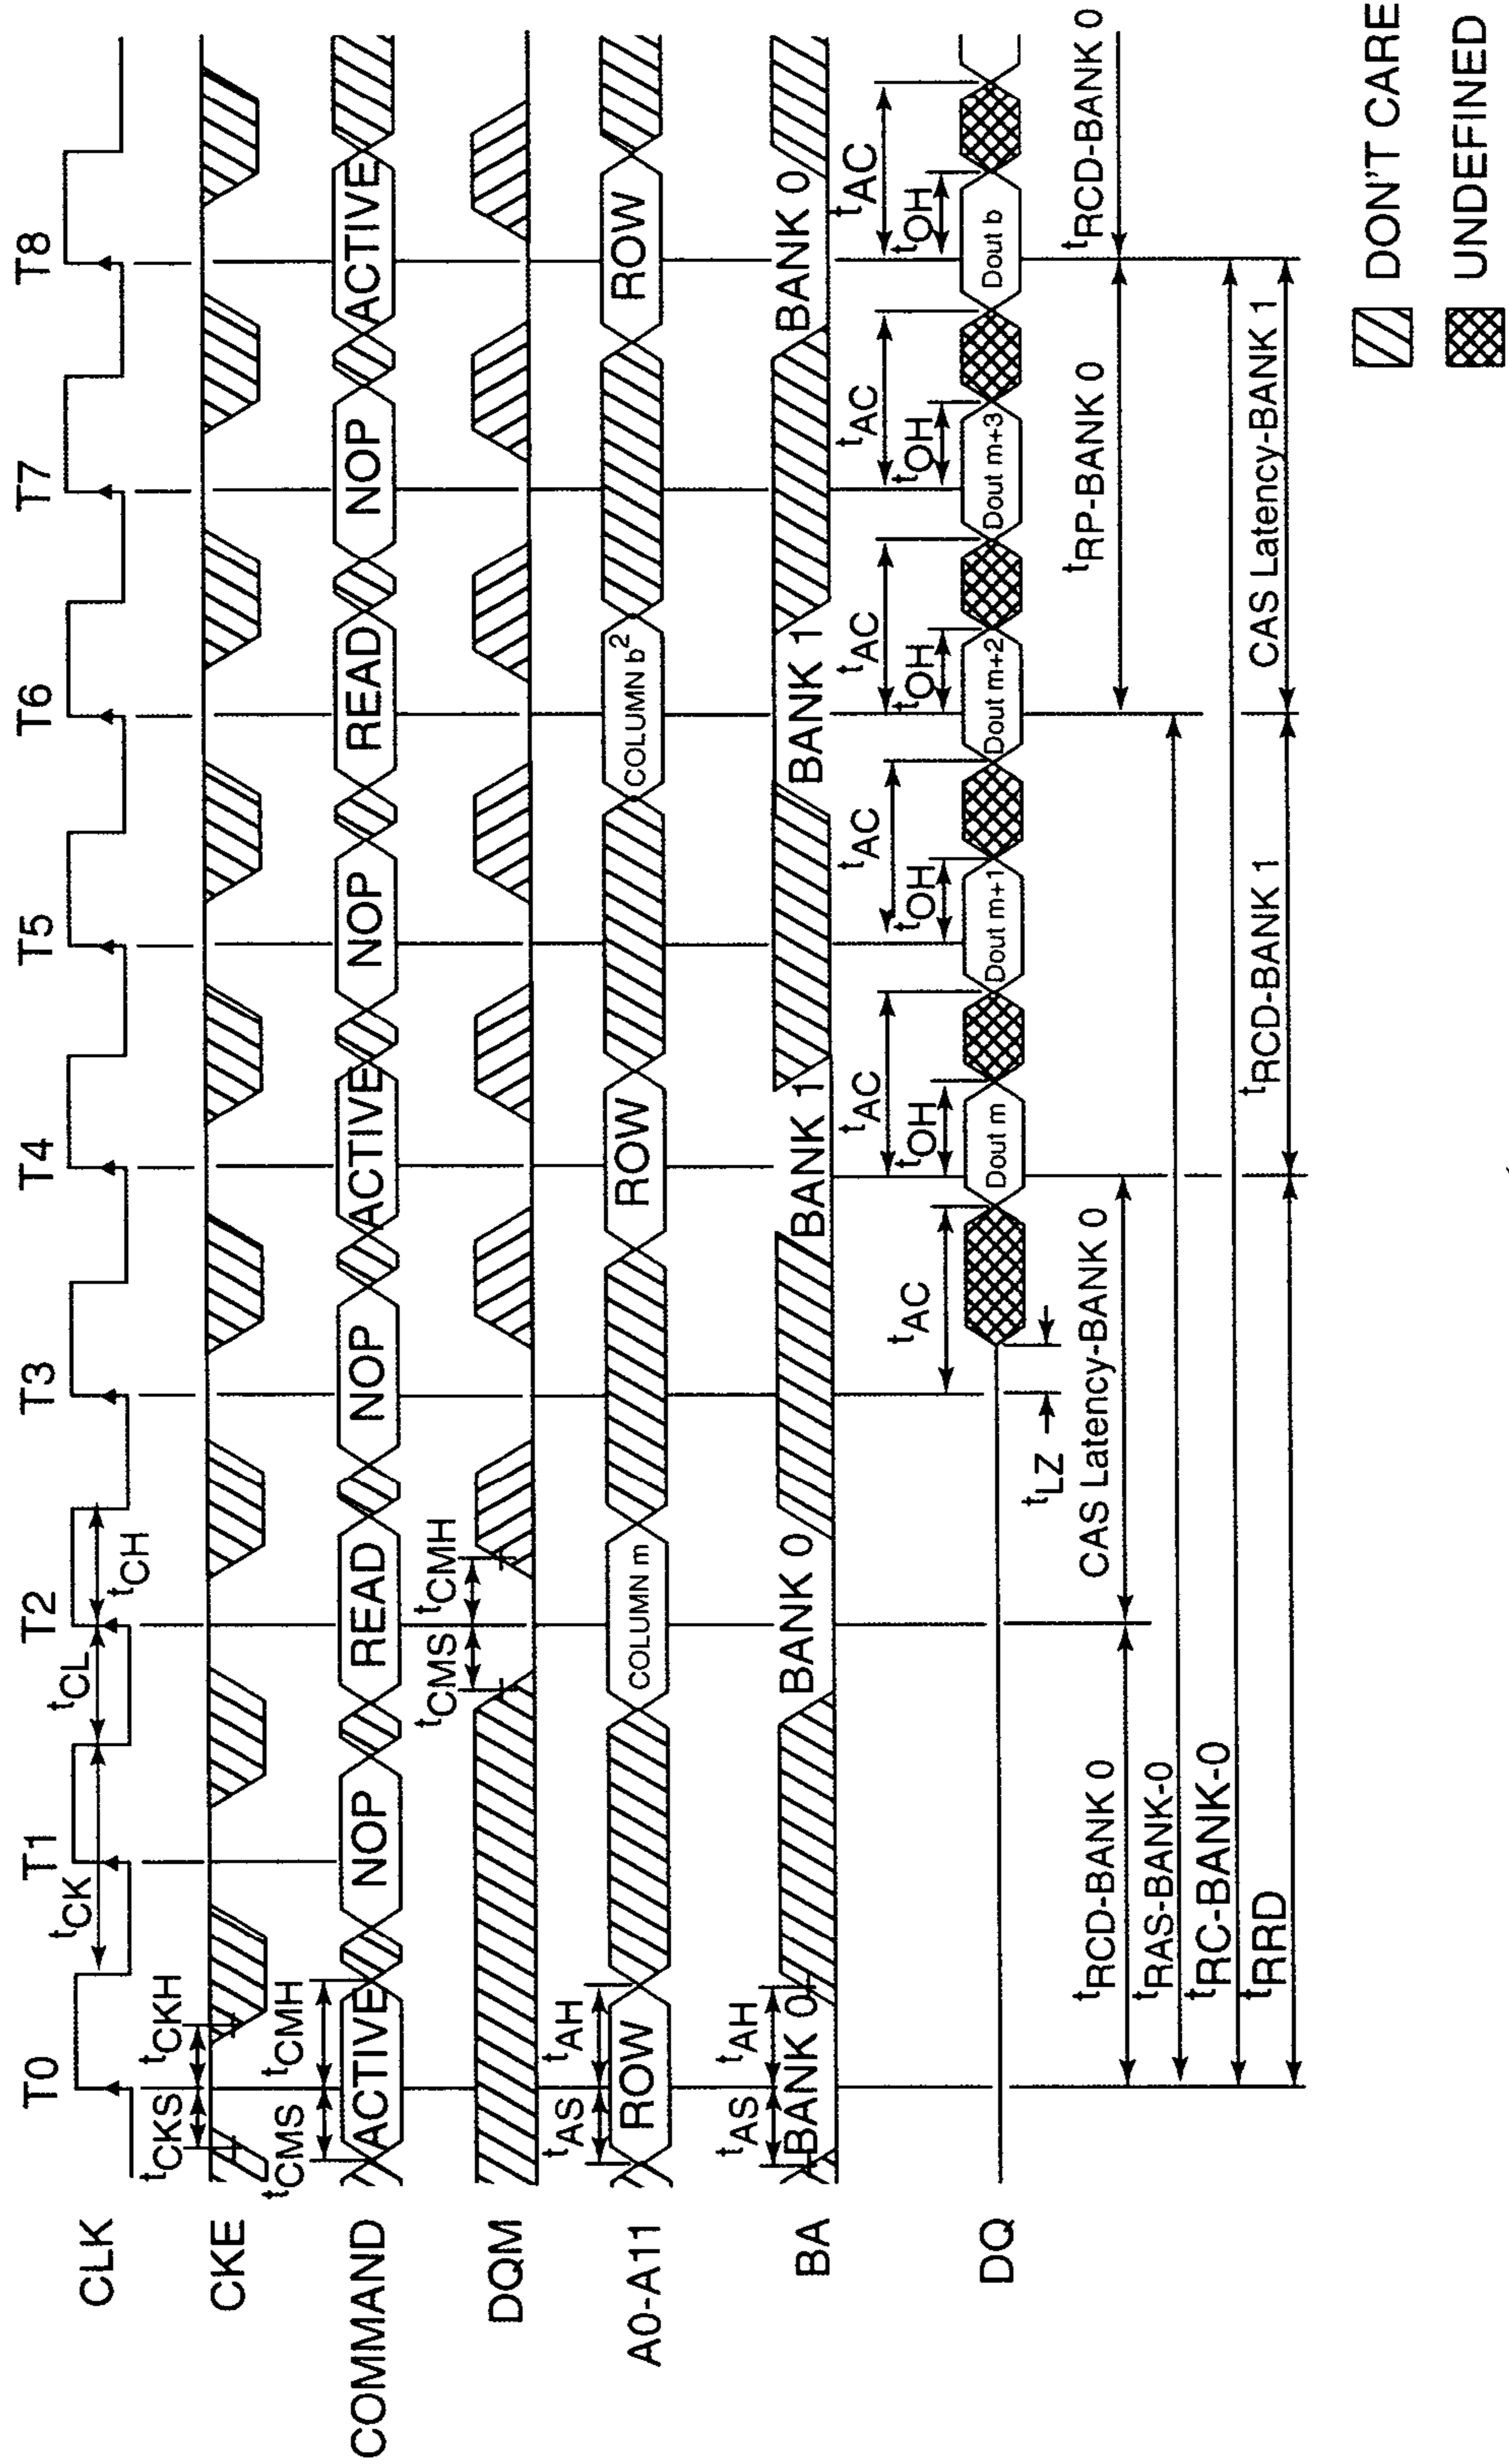 T0 T1 T2 T3 T4 T5 T6 T7 T8
CLK
tCK tCL tCH
tCKS tCKH
CKE
tCMS tCMH
COMMAND ACTIVE NOP READ NOP ACTIVE NOP READ NOP ACTIVE
tCMS tCMH
DQM
tAS tAH
A0-A11 ROW COLUMN m ROW COLUMN b2 ROW
tAS tAH
BA BANK 0 BANK 0 BANK 1 BANK 1 BANK 0
tAC tAC tAC tAC tAC tAC
tOH tOH tOH tOH tOH
DQ Dout m Dout m+1 Dout m+2 Dout m+3 Dout b
tLZ
tRCD-BANK 0 CAS Latency-BANK 0 tRP-BANK 0 tRCD-BANK 0
tRAS-BANK-0
tRC-BANK-0
tRRD tRCD-BANK 1 CAS Latency-BANK 1
DON'T CARE
UNDEFINED